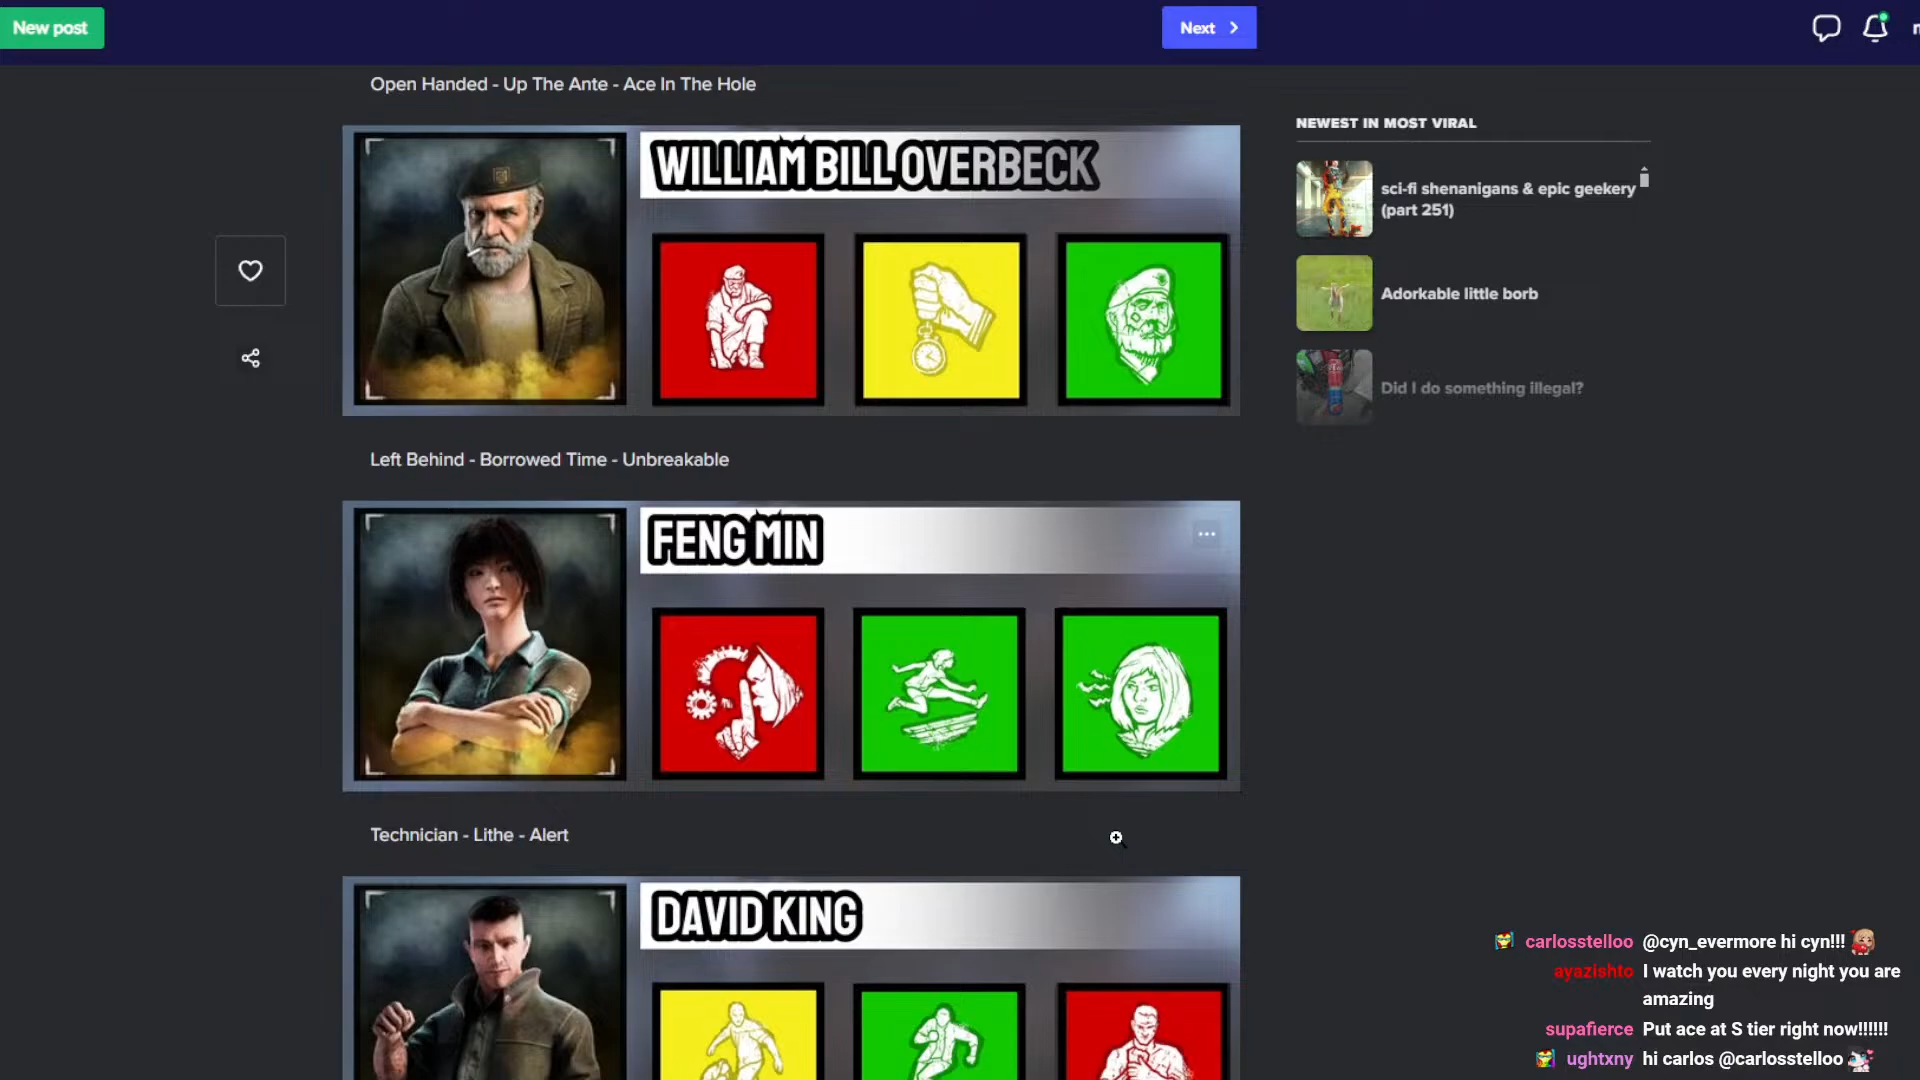 New post
Next
Open Handed - Up The Ante - Ace In The Hole
WILLIAM BILL OVERBECK
NEWEST IN MOST VIRAL
sci-fi shenanigans & epic geekery
(part 251)
Adorkable little borb
Did I do something illegal?
Left Behind - Borrowed Time - Unbreakable
FENG MIN
Technician - Lithe - Alert
DAVID KING
carlosstelloo @cyn_evermore hi cyn!!!
ayazishto I watch you every night you are
amazing
supafierce Put ace at S tier right now!!!!!!
ughtxny hi carlos @carlosstelloo